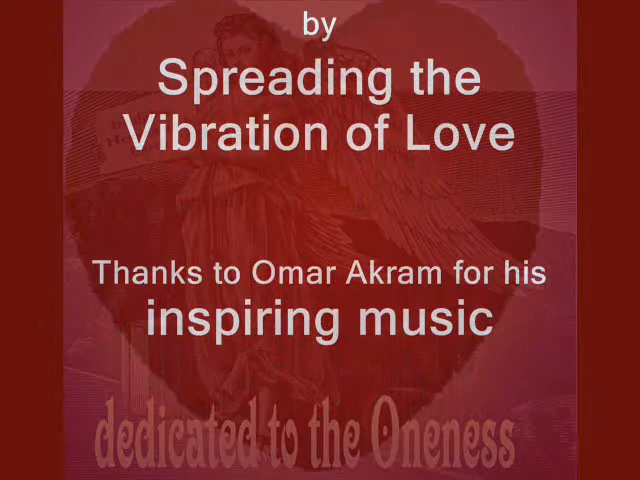 by
Spreading the
Vibration of Love
Thanks to Omar Akram for his
inspiring music
dedicated to the Oneness